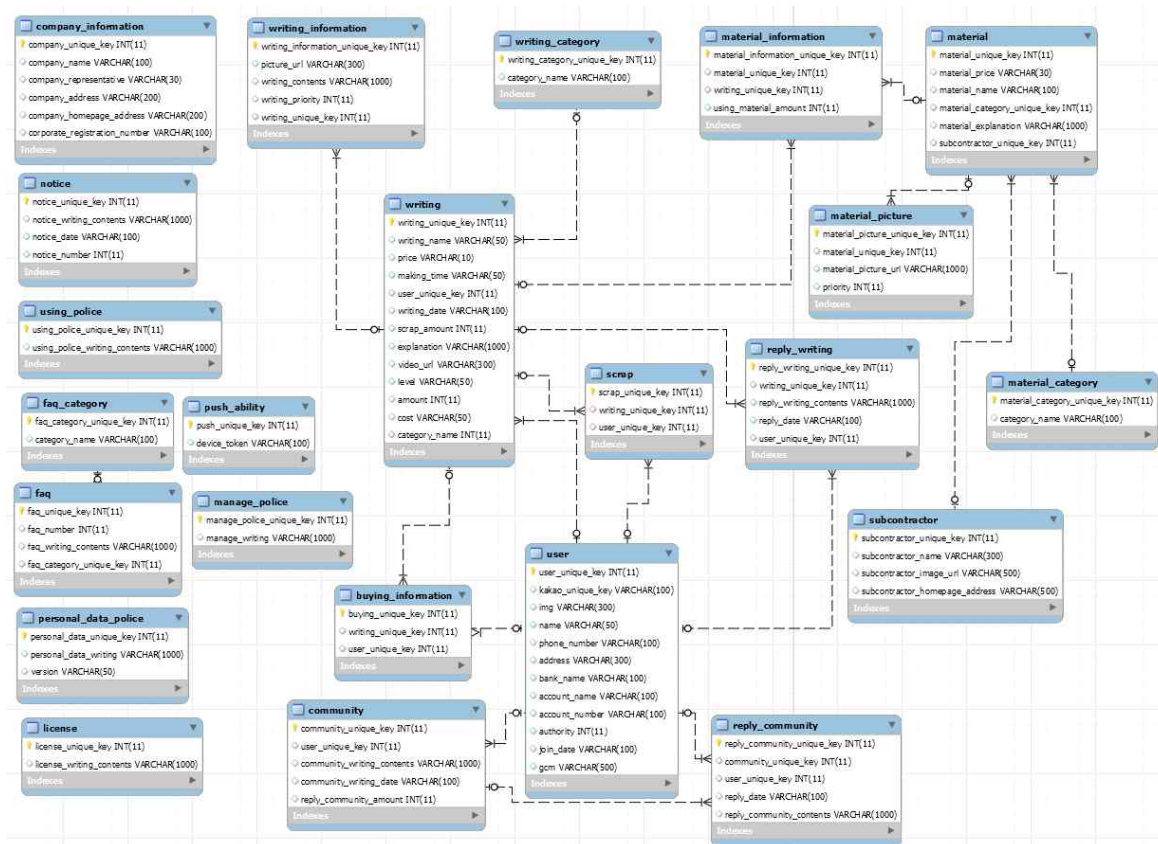 company_information
company_unique_key INT(11)
company_name VARCHAR(100)
company_representative VARCHAR(30)
company_address VARCHAR(200)
company_homepage_address VARCHAR(200)
corporate_registration_number VARCHAR(100)
Indexes
writing_information
writing_information_unique_key INT(11)
picture_url VARCHAR(300)
writing_contents VARCHAR(1000)
writing_priority INT(11)
writing_unique_key INT(11)
Indexes
writing_category
writing_category_unique_key INT(11)
category_name VARCHAR(100)
Indexes
material_information
material_information_unique_key INT(11)
material_unique_key INT(11)
writing_unique_key INT(11)
using_material_amount INT(11)
Indexes
material
material_unique_key INT(11)
material_price VARCHAR(30)
material_name VARCHAR(100)
material_category_unique_key INT(11)
material_explanation VARCHAR(1000)
subcontractor_unique_key INT(11)
Indexes
notice
notice_unique_key INT(11)
notice_writing_contents VARCHAR(1000)
notice_date VARCHAR(100)
notice_number INT(11)
Indexes
writing
writing_unique_key INT(11)
writing_name VARCHAR(50)
price VARCHAR(10)
making_time VARCHAR(50)
user_unique_key INT(11)
writing_date VARCHAR(100)
scrap_amount INT(11)
explanation VARCHAR(1000)
video_url VARCHAR(300)
level VARCHAR(50)
amount INT(11)
cost VARCHAR(50)
category_name INT(11)
Indexes
material_picture
material_picture_unique_key INT(11)
material_unique_key INT(11)
material_picture_url VARCHAR(1000)
priority INT(11)
Indexes
using_police
using_police_unique_key INT(11)
using_police_writing_contents VARCHAR(1000)
Indexes
reply_writing
reply_writing_unique_key INT(11)
writing_unique_key INT(11)
reply_writing_contents VARCHAR(1000)
reply_date VARCHAR(100)
user_unique_key INT(11)
Indexes
scrap
scrap_unique_key INT(11)
writing_unique_key INT(11)
user_unique_key INT(11)
Indexes
material_category
material_category_unique_key INT(11)
category_name VARCHAR(100)
Indexes
faq_category
faq_category_unique_key INT(11)
category_name VARCHAR(100)
Indexes
push_ability
push_unique_key INT(11)
device_token VARCHAR(100)
Indexes
faq
faq_unique_key INT(11)
faq_number INT(11)
faq_writing_contents VARCHAR(1000)
faq_category_unique_key INT(11)
Indexes
manage_police
manage_police_unique_key INT(11)
manage_writing VARCHAR(1000)
Indexes
subcontractor
subcontractor_unique_key INT(11)
subcontractor_name VARCHAR(300)
subcontractor_image_url VARCHAR(500)
subcontractor_homepage_address VARCHAR(500)
Indexes
user
user_unique_key INT(11)
kakao_unique_key VARCHAR(100)
img VARCHAR(300)
name VARCHAR(50)
phone_number VARCHAR(100)
address VARCHAR(300)
bank_name VARCHAR(100)
account_name VARCHAR(100)
account_number VARCHAR(100)
authority INT(11)
join_date VARCHAR(100)
gcm VARCHAR(500)
Indexes
buying_information
buying_unique_key INT(11)
writing_unique_key INT(11)
user_unique_key INT(11)
Indexes
personal_data_police
personal_data_unique_key INT(11)
personal_data_writing VARCHAR(1000)
version VARCHAR(50)
Indexes
community
community_unique_key INT(11)
user_unique_key INT(11)
community_writing_contents VARCHAR(1000)
community_writing_date VARCHAR(100)
reply_community_amount INT(11)
Indexes
license
license_unique_key INT(11)
license_writing_contents VARCHAR(1000)
Indexes
reply_community
reply_community_unique_key INT(11)
community_unique_key INT(11)
user_unique_key INT(11)
reply_date VARCHAR(100)
reply_community_contents VARCHAR(1000)
Indexes